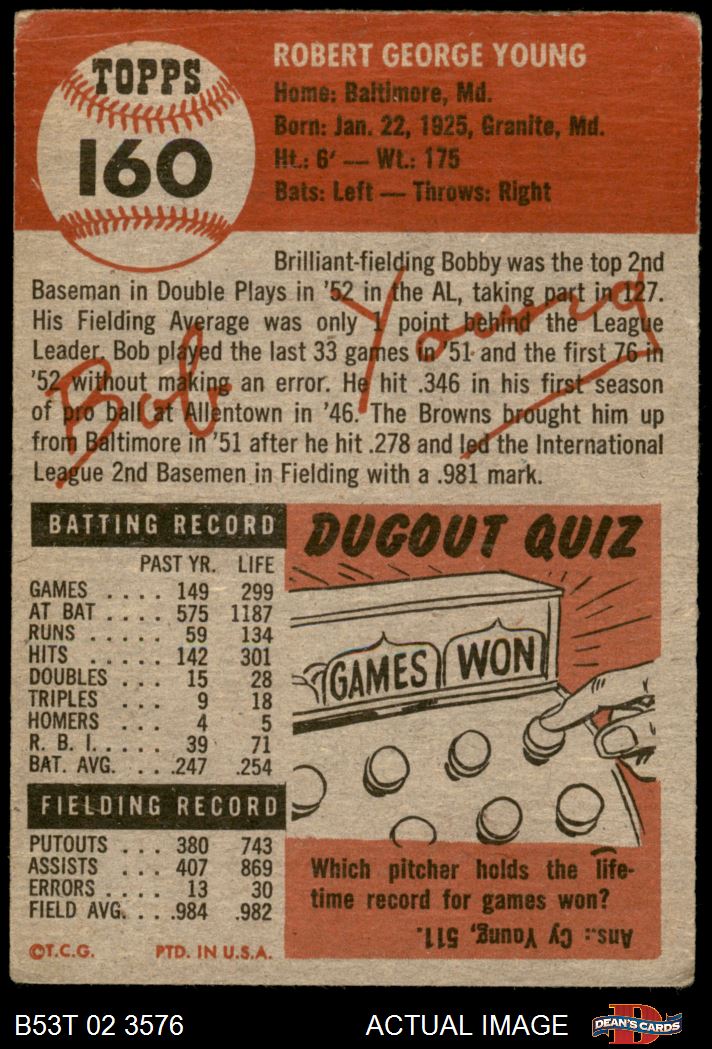 TOPPS
160
ROBERT GEORGE YOUNG
Home: Baltimore, Md.
Born: Jan. 22, 1925, Granite, Md.
Ht.: 6' — Wt.: 175
Bats: Left — Throws: Right
Brilliant-fielding Bobby was the top 2nd
Baseman in Double Plays in '52 in the AL, taking part in 127.
His Fielding Average was only 1 point behind the League
Leader. Bob played the last 33 games in '51 and the first 76 in
'52 without making an error. He hit .346 in his first season
of pro ball at Allentown in '46. The Browns brought him up
from Baltimore in '51 after he hit .278 and led the International
League 2nd Basemen in Fielding with a .981 mark.
Bob Young
BATTING RECORD
PAST YR. LIFE
GAMES .... 149 299
AT BAT .... 575 1187
RUNS ..... 59 134
HITS ..... 142 301
DOUBLES ... 15 28
TRIPLES ... 9 18
HOMERS ... 4 5
R. B. I. .... 39 71
BAT. AVG. ... .247 .254
FIELDING RECORD
PUTOUTS ... 380 743
ASSISTS ... 407 869
ERRORS .... 13 30
FIELD AVG. ... .984 .982
©T.C.G. PTD. IN U.S.A.
DUGOUT QUIZ
GAMES WON
Which pitcher holds the life-
time record for games won?
Ans.: Cy Young, 511.
B53T 02 3576 ACTUAL IMAGE
D
DEAN'S CARDS